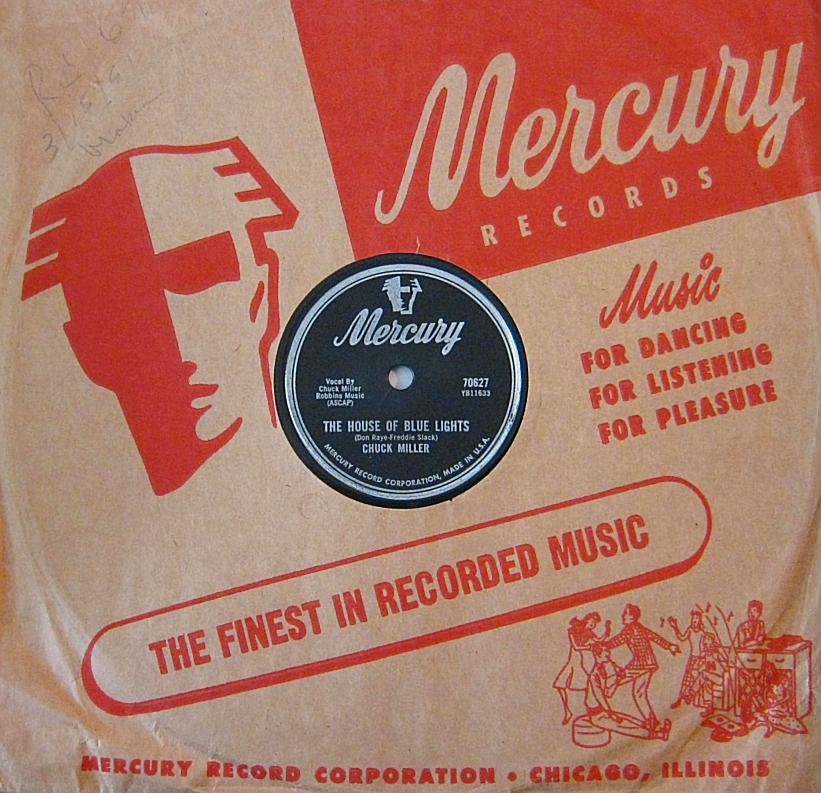 Mercury
RECORDS
Music
FOR DANCING
FOR LISTENING
FOR PLEASURE
Mercury
Vocal By
Chuck Miller
Robbins Music
(ASCAP)
70627
YB11633
THE HOUSE OF BLUE LIGHTS
(Don Raye-Freddie Slack)
CHUCK MILLER
MERCURY RECORD CORPORATION, MADE IN U.S.A.
THE FINEST IN RECORDED MUSIC
MERCURY RECORD CORPORATION • CHICAGO, ILLINOIS